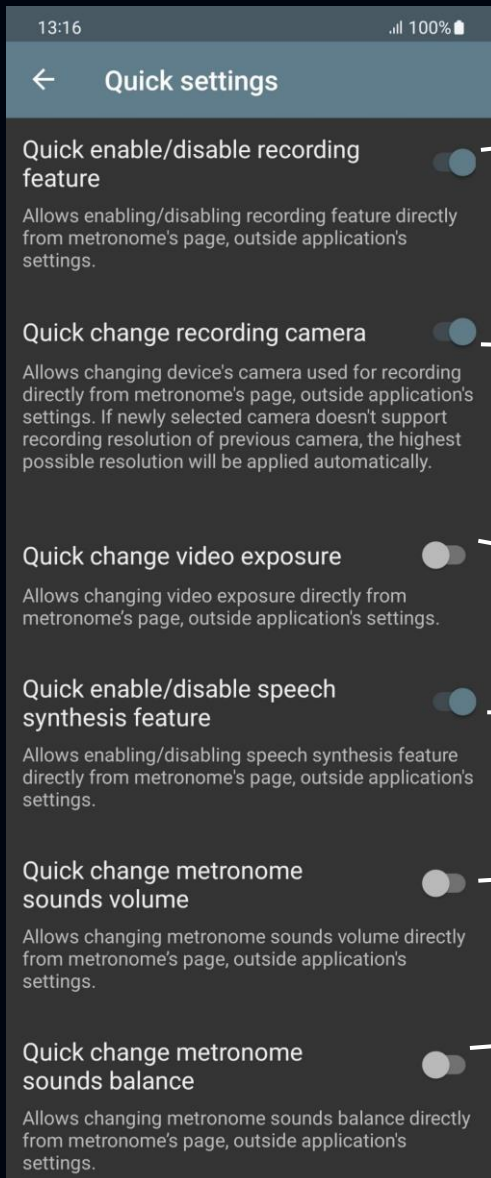 13:16 100%
Quick settings
Quick enable/disable recording
feature
Allows enabling/disabling recording feature directly
from metronome's page, outside application's
settings.
Quick change recording camera
Allows changing device's camera used for recording
directly from metronome's page, outside application's
settings. If newly selected camera doesn't support
recording resolution of previous camera, the highest
possible resolution will be applied automatically.
Quick change video exposure
Allows changing video exposure directly from
metronome’s page, outside application's settings.
Quick enable/disable speech
synthesis feature
Allows enabling/disabling speech synthesis feature
directly from metronome's page, outside application's
settings.
Quick change metronome
sounds volume
Allows changing metronome sounds volume directly
from metronome’s page, outside application's
settings.
Quick change metronome
sounds balance
Allows changing metronome sounds balance directly
from metronome’s page, outside application's
settings.